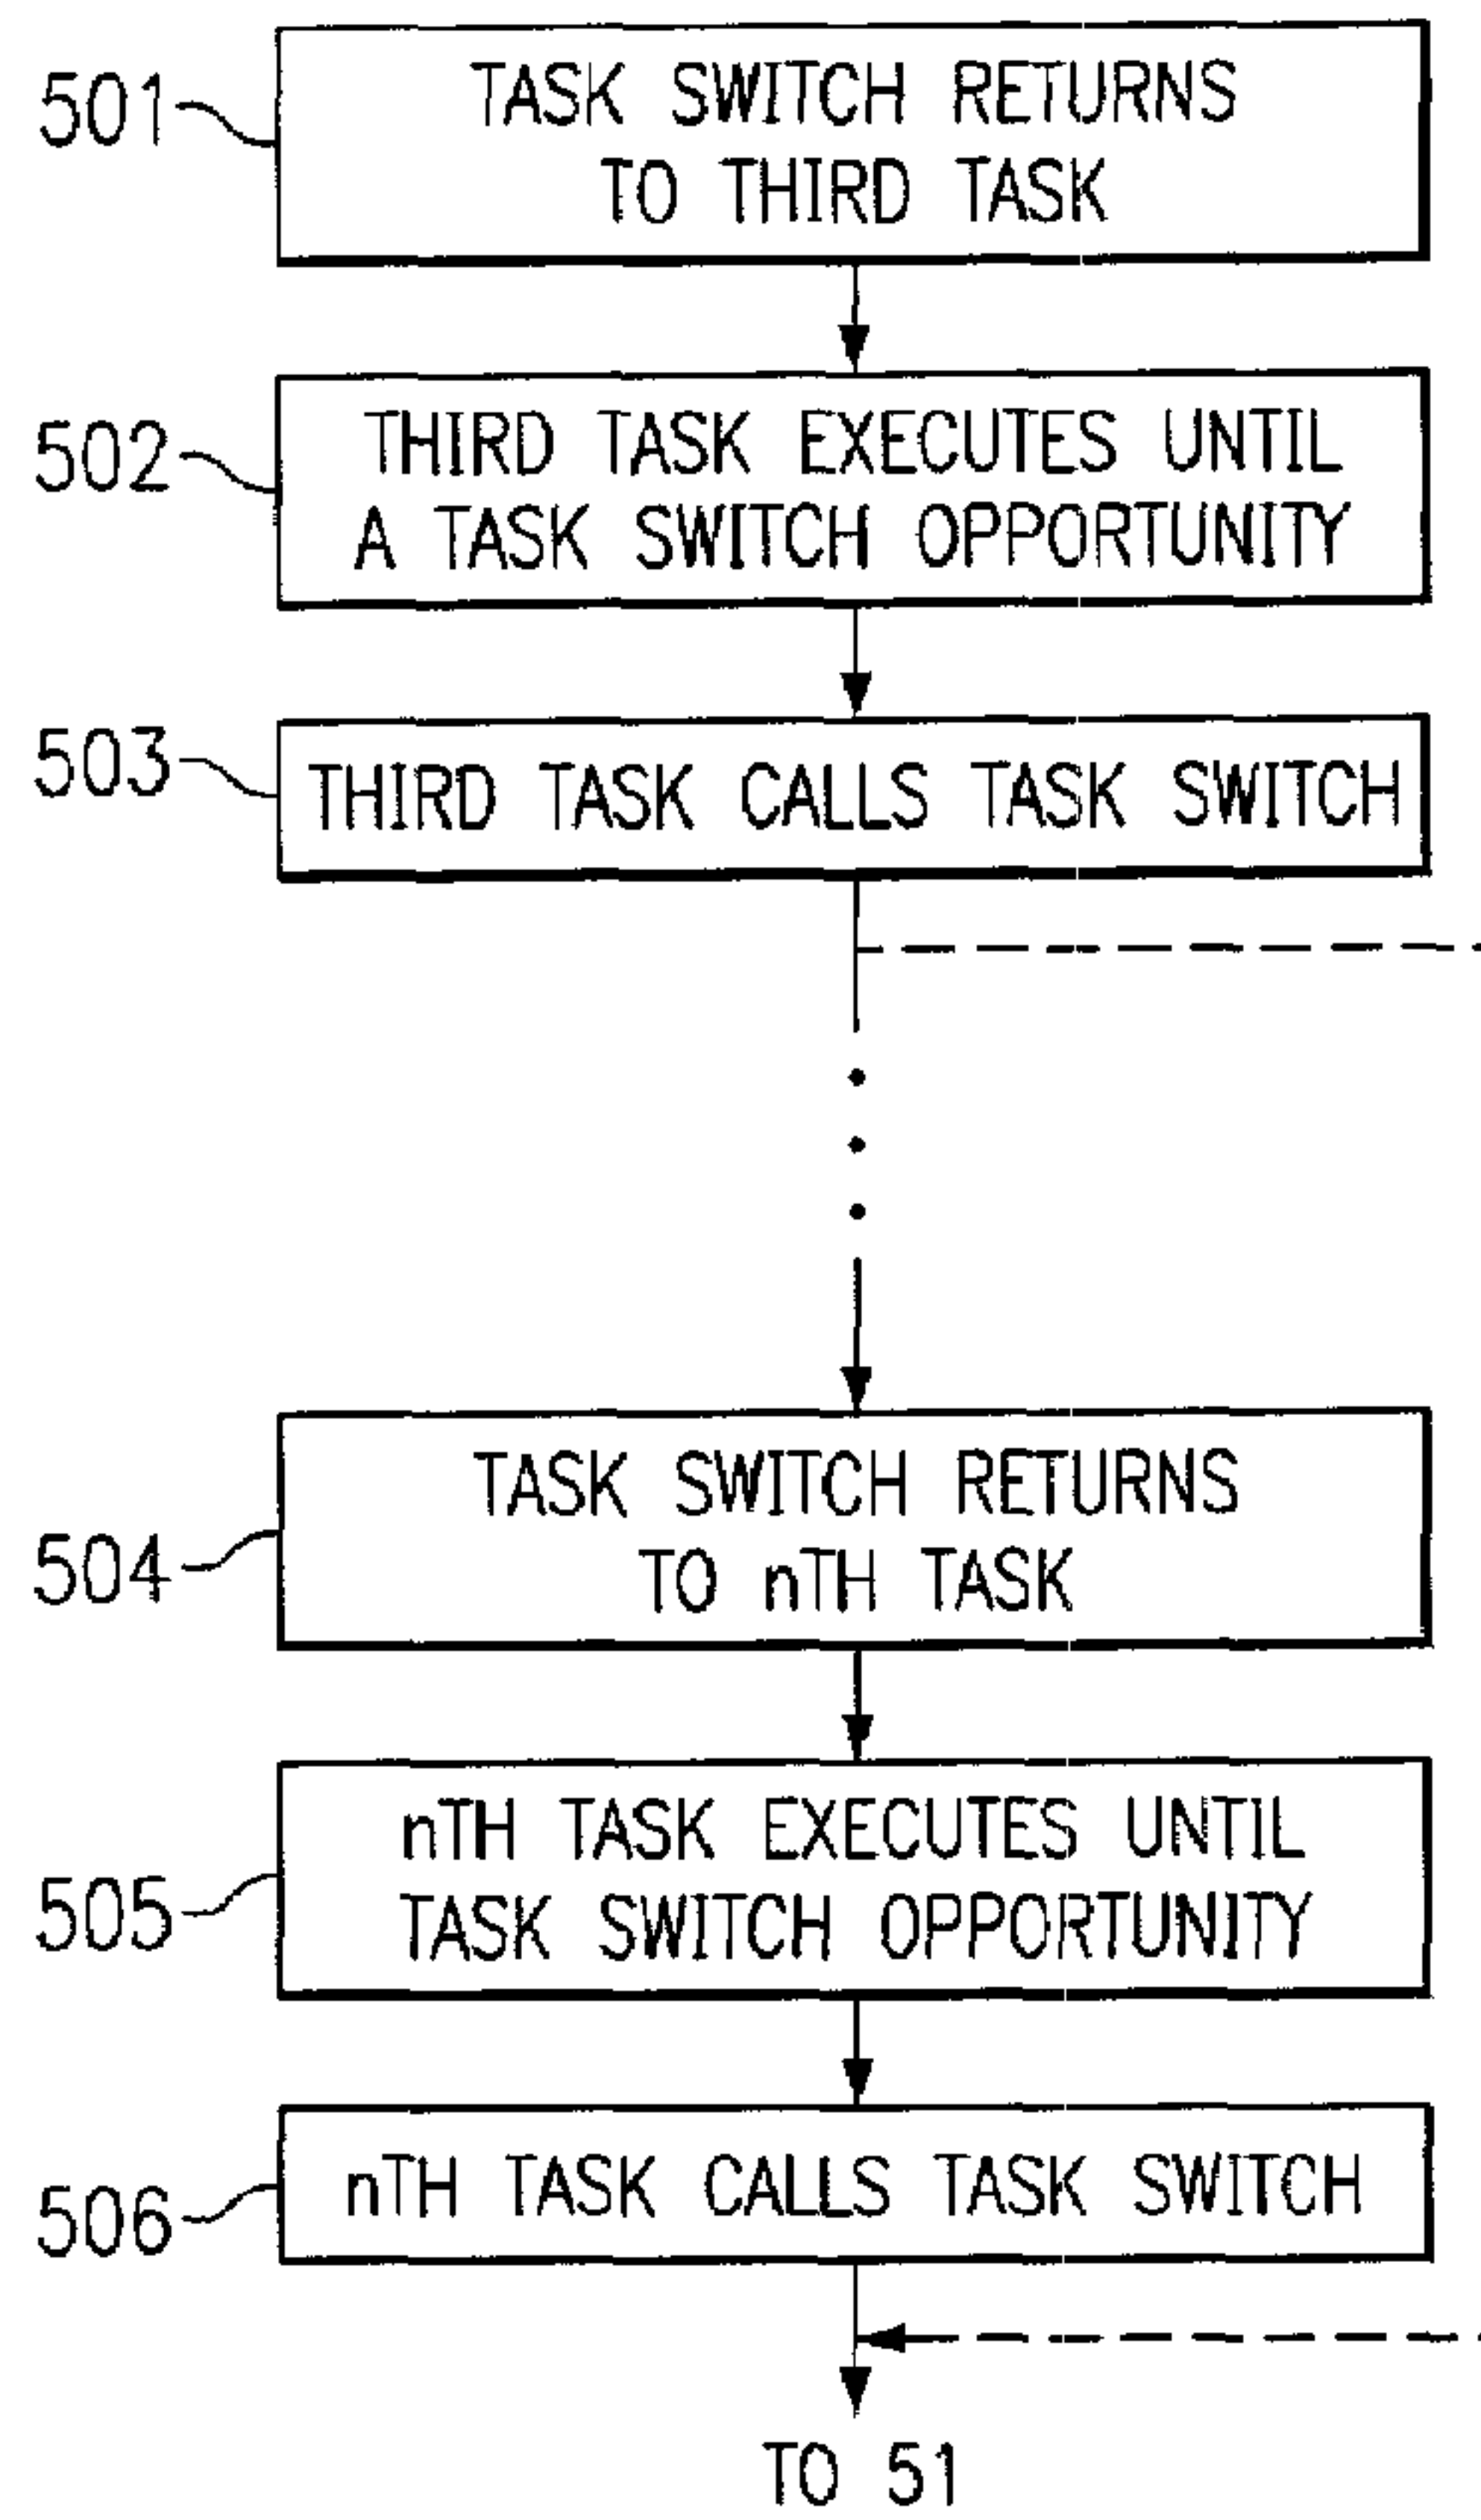 501
TASK SWITCH RETURNS
TO THIRD TASK
502
THIRD TASK EXECUTES UNTIL
A TASK SWITCH OPPORTUNITY
503
THIRD TASK CALLS TASK SWITCH
504
TASK SWITCH RETURNS
TO nTH TASK
505
nTH TASK EXECUTES UNTIL
TASK SWITCH OPPORTUNITY
506
nTH TASK CALLS TASK SWITCH
TO 51